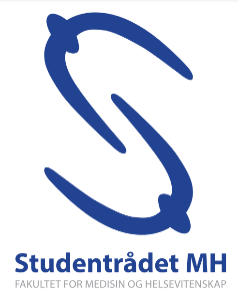 Studentrådet MH
FAKULTET FOR MEDISIN OG HELSEVITENSKAP